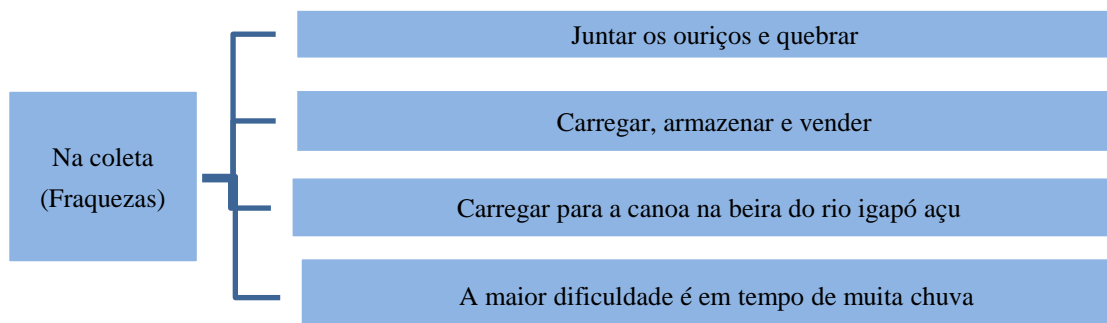 Na coleta
(Fraquezas)
Juntar os ouriços e quebrar
Carregar, armazenar e vender
Carregar para a canoa na beira do rio igapó açu
A maior dificuldade é em tempo de muita chuva